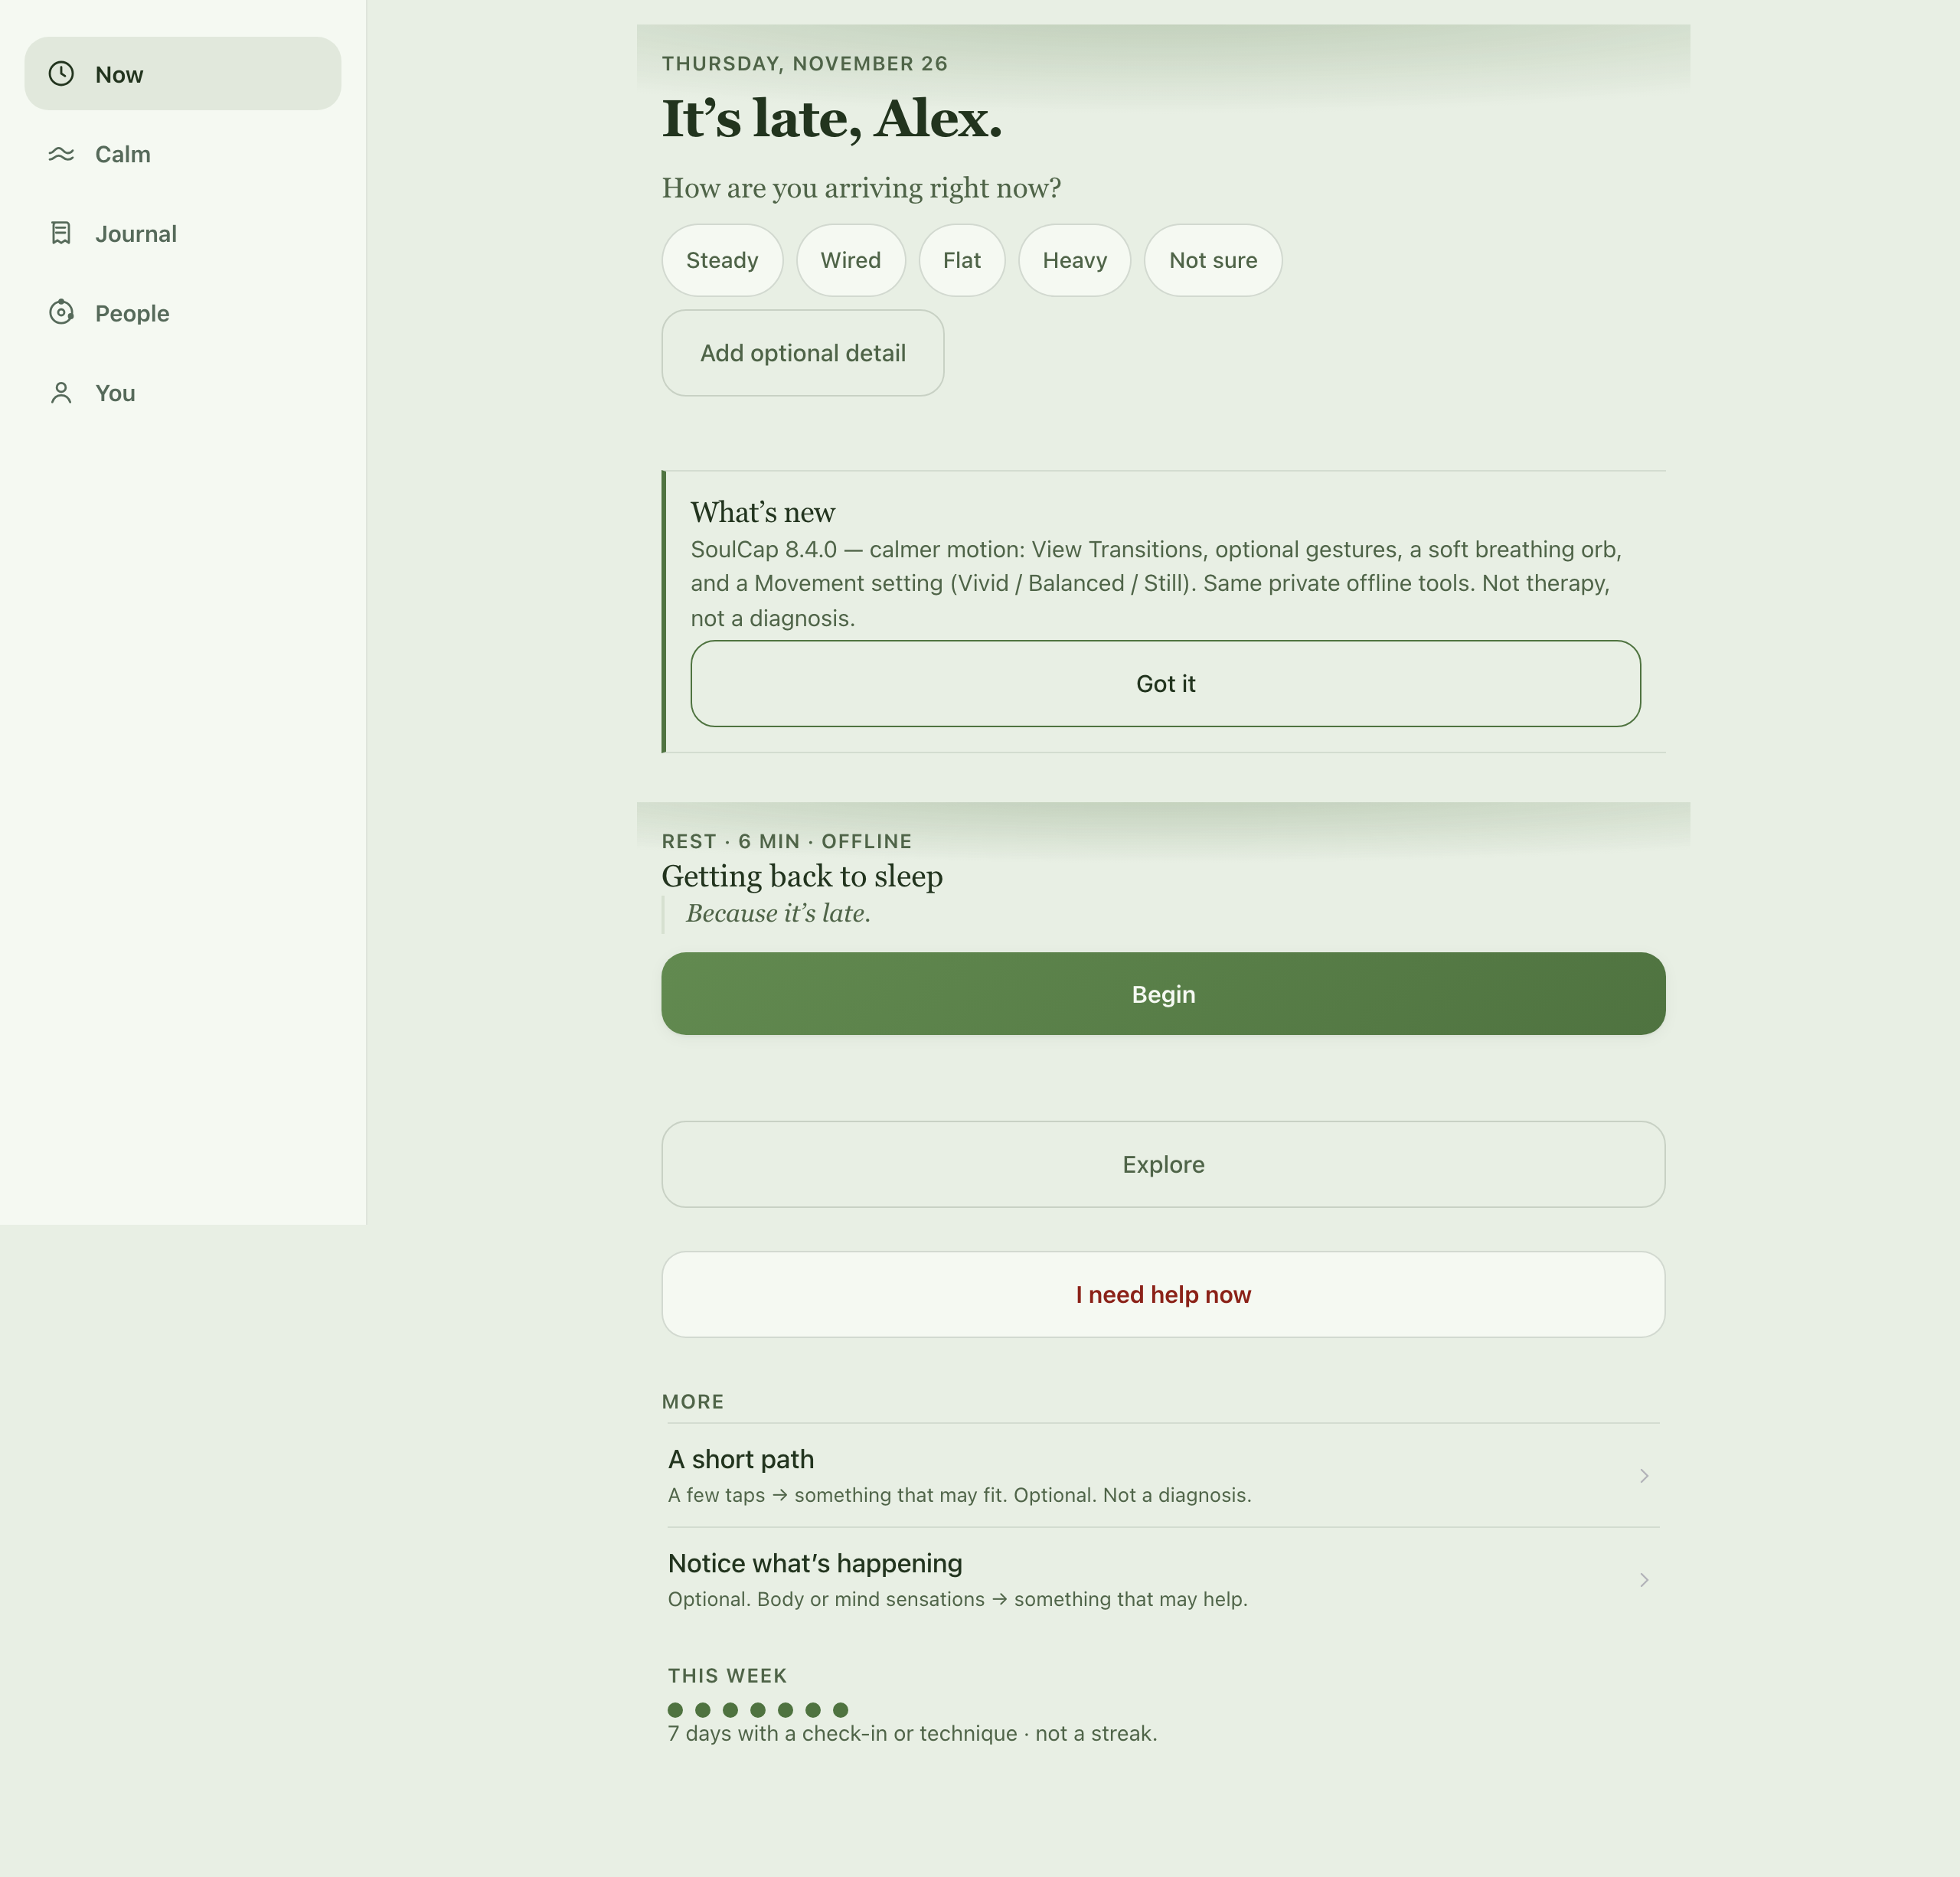 Now
Calm
Journal
People
You
THURSDAY, NOVEMBER 26
It’s late, Alex.
How are you arriving right now?
Steady
Wired
Flat
Heavy
Not sure
Add optional detail
What’s new
SoulCap 8.4.0 — calmer motion: View Transitions, optional gestures, a soft breathing orb,
and a Movement setting (Vivid / Balanced / Still). Same private offline tools. Not therapy,
not a diagnosis.
Got it
REST · 6 MIN · OFFLINE
Getting back to sleep
Because it’s late.
Begin
Explore
I need help now
MORE
A short path
A few taps → something that may fit. Optional. Not a diagnosis.
Notice what’s happening
Optional. Body or mind sensations → something that may help.
THIS WEEK
7 days with a check-in or technique · not a streak.